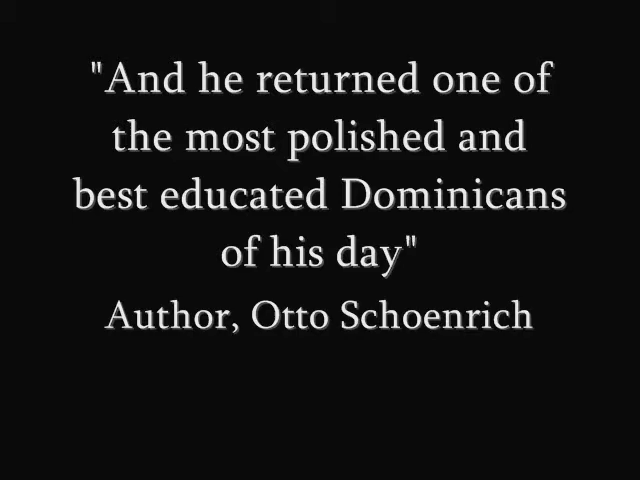 "And he returned one of
the most polished and
best educated Dominicans
of his day"
Author, Otto Schoenrich